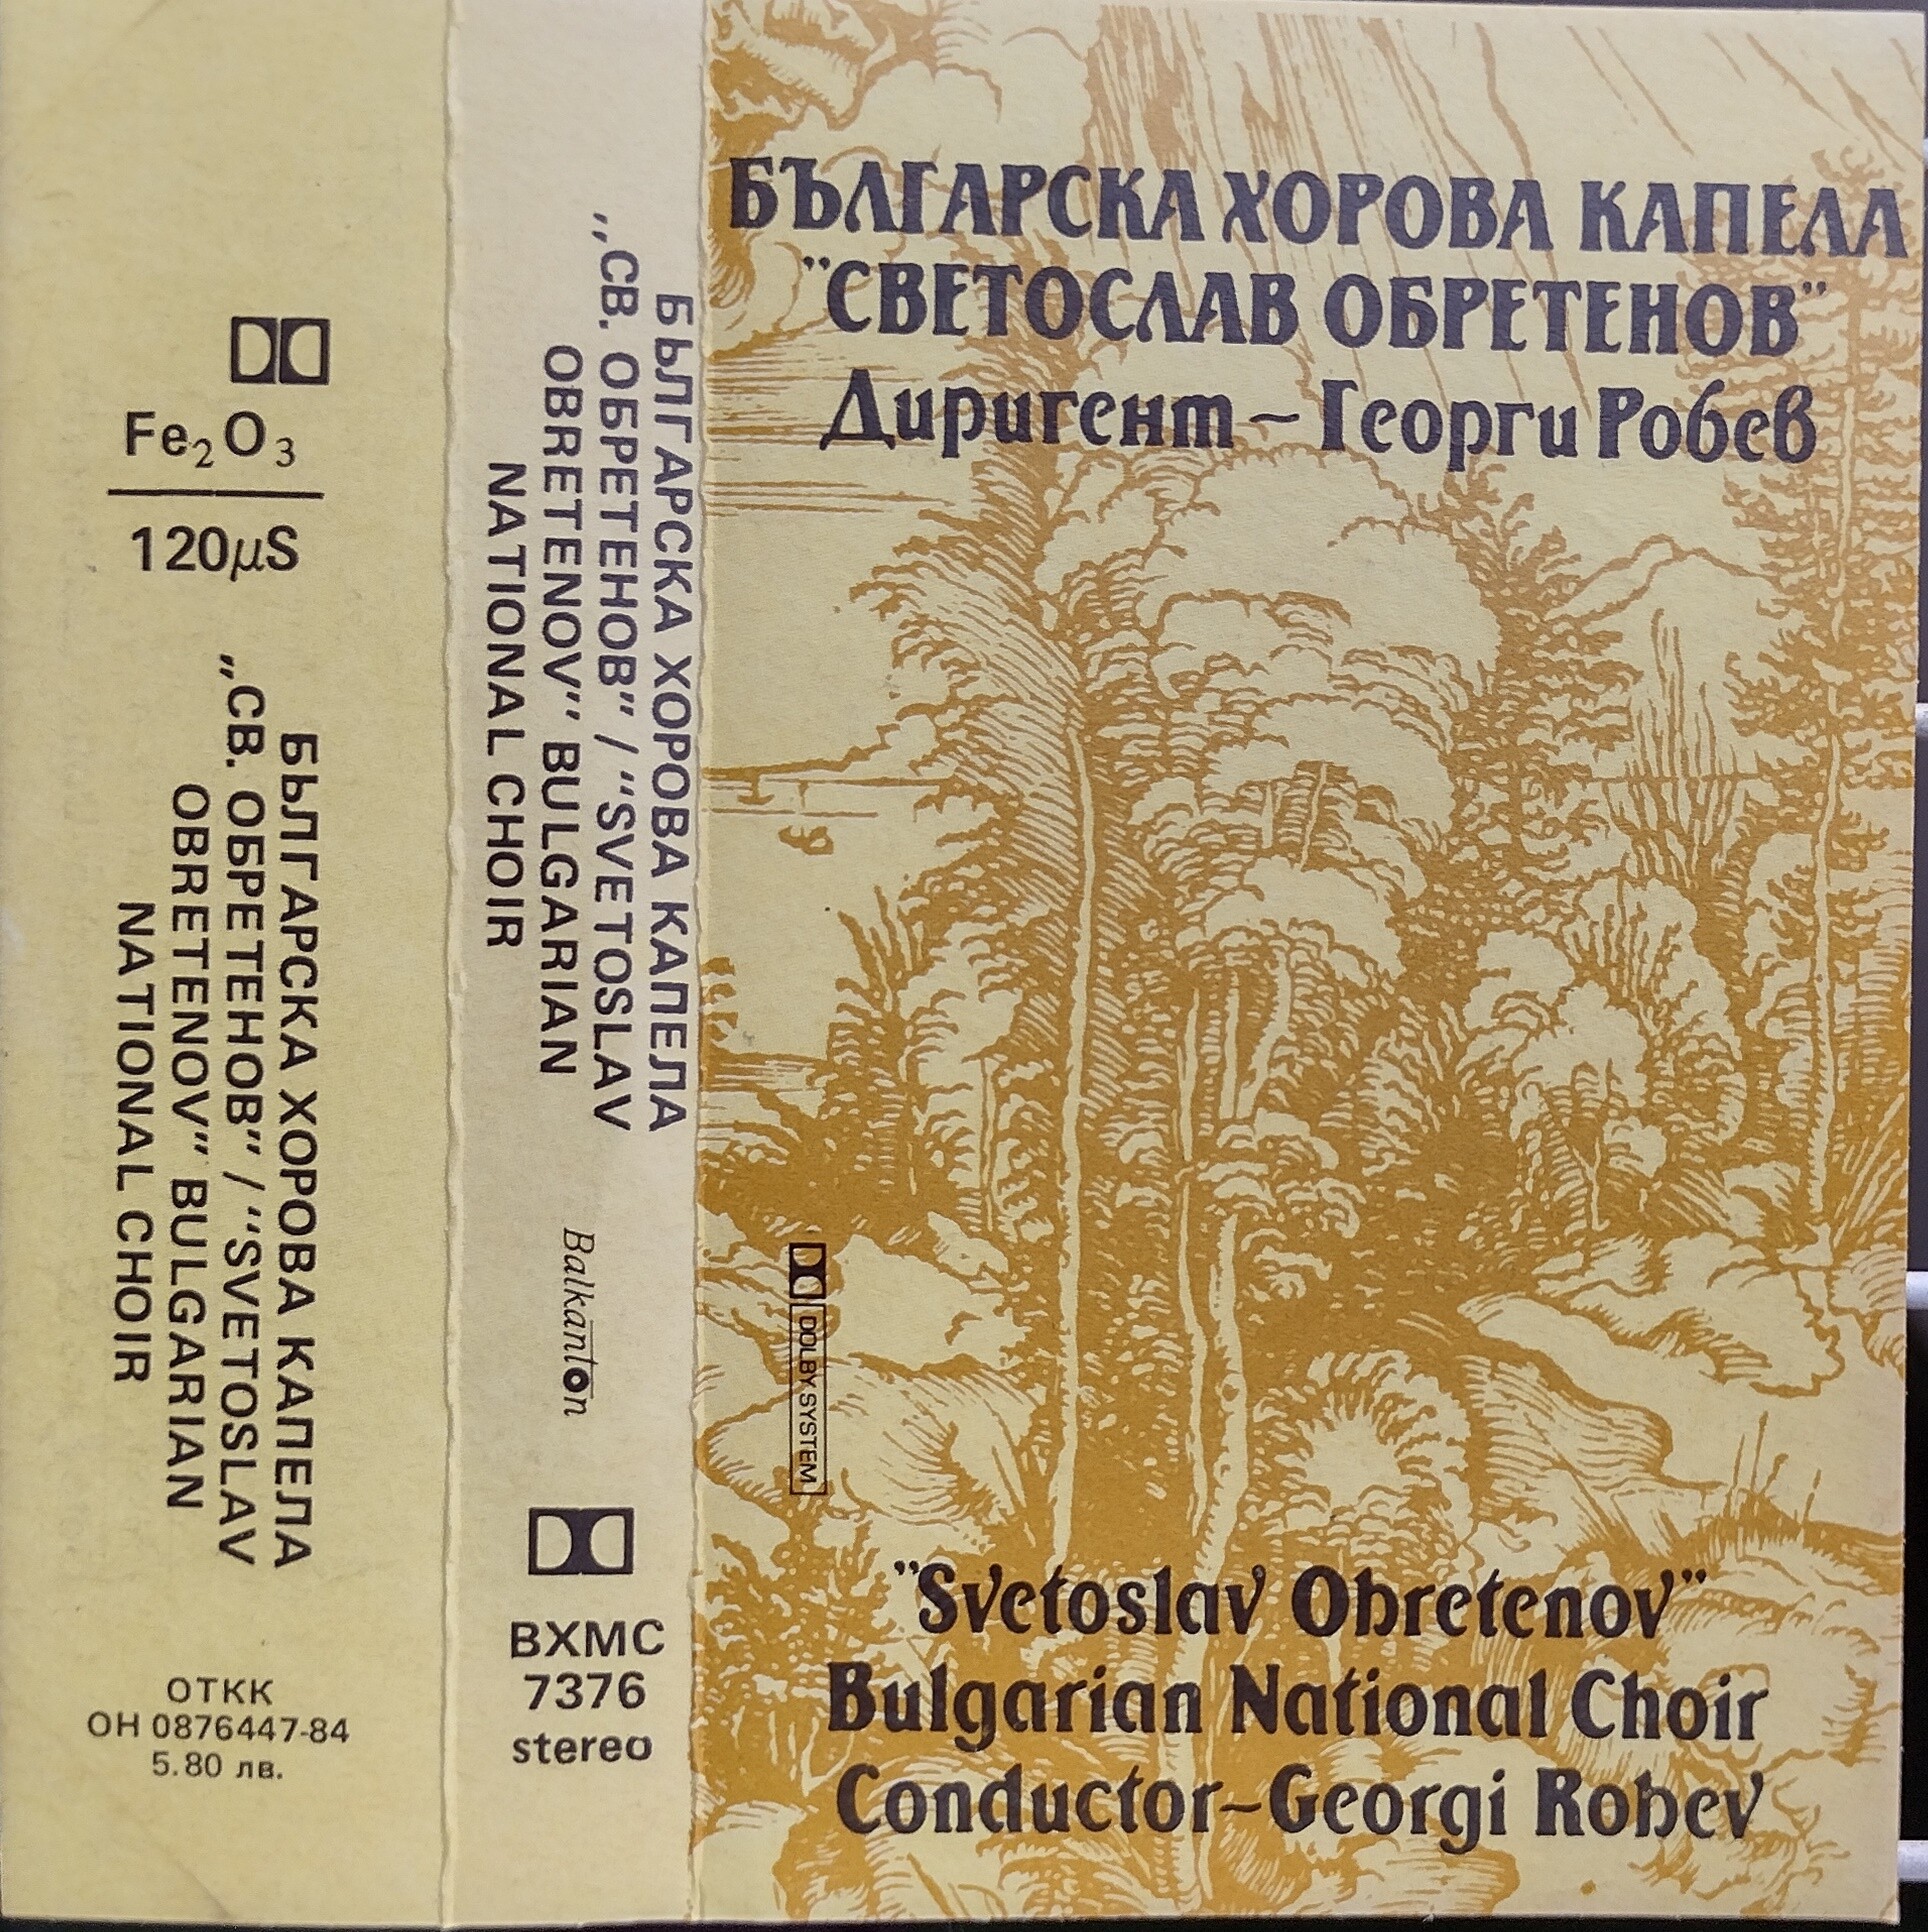 Fe₂O₃
120μS
БЪЛГАРСКА ХОРОВА КАПЕЛА
„СВ. ОБРЕТЕНОВ" / "SVETOSLAV
OBRETENOV" BULGARIAN
NATIONAL CHOIR
ОТКК
ОН 0876447-84
5.80 лв.
БЪЛГАРСКА ХОРОВА КАПЕЛА
,,СВ. ОБРЕТЕНОВ" / "SVETOSLAV
OBRETENOV" BULGARIAN
NATIONAL CHOIR
Balkanton
ВХМС
7376
stereo
БЪЛГАРСКА ХОРОВА КАПЕЛА
"СВЕТОСЛАВ ОБРЕТЕНОВ"
Диригент – Георги Робев
DOLBY SYSTEM
"Svetoslav Obretenov"
Bulgarian National Choir
Conductor–Georgi Robev